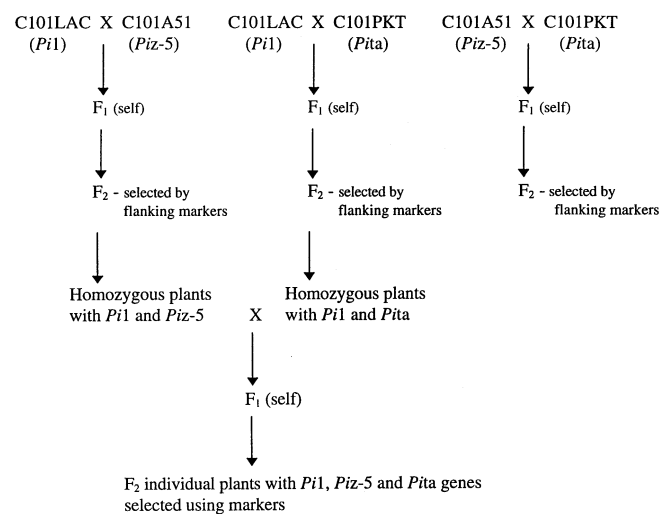 C101LAC X C101A51
(Pi1) (Piz-5)
C101LAC X C101PKT
(Pi1) (Pita)
C101A51 X C101PKT
(Piz-5) (Pita)
F₁ (self)
F₁ (self)
F₁ (self)
F₂ - selected by
flanking markers
F₂ - selected by
flanking markers
F₂ - selected by
flanking markers
Homozygous plants
with Pi1 and Piz-5
X
Homozygous plants
with Pi1 and Pita
F₁ (self)
F₂ individual plants with Pi1, Piz-5 and Pita genes
selected using markers